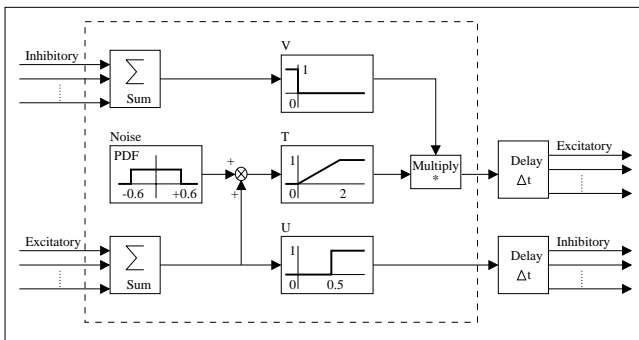 Inhibitory
∑
Sum
V
1
0
Noise
PDF
-0.6 +0.6
+
+
T
1
0 2
Multiply
*
Delay
Δt
Excitatory
Excitatory
∑
Sum
U
1
0 0.5
Delay
Δt
Inhibitory